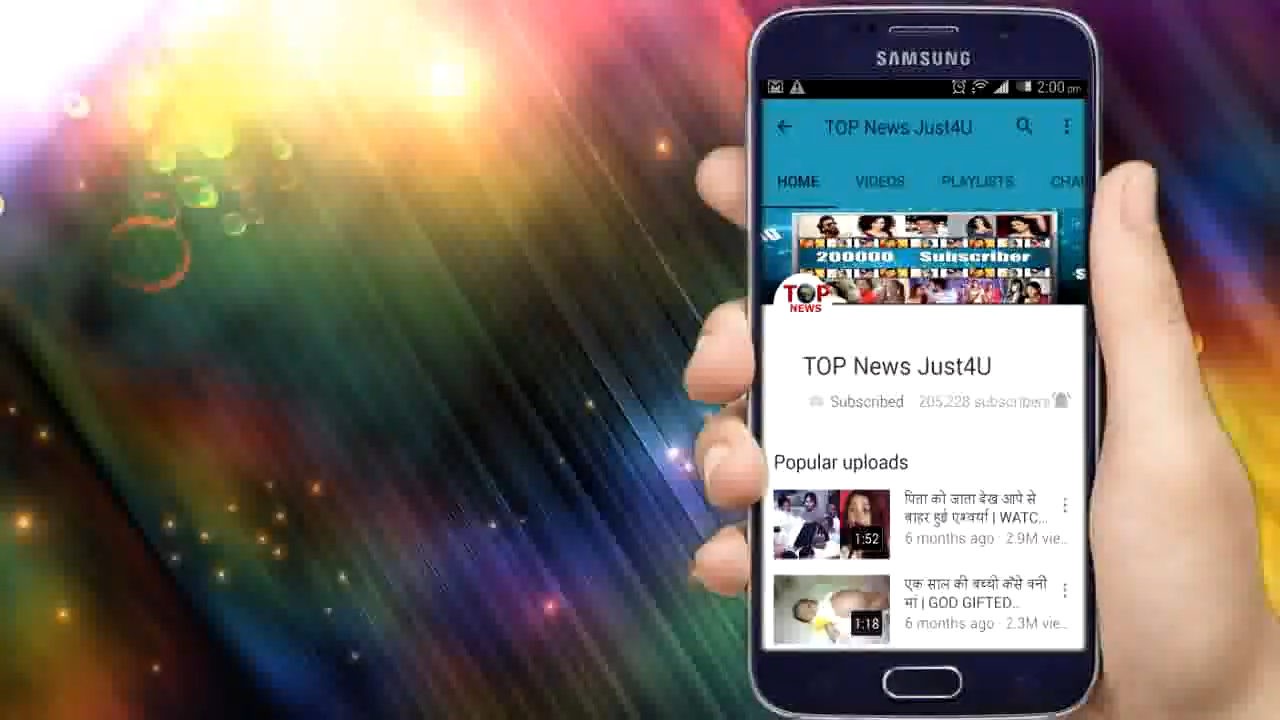 SAMSUNG
2:00 pm
TOP News Just4U
HOME VIDEOS PLAYLISTS CHA
200000 Subscriber
TOP
NEWS
TOP News Just4U
Subscribed 205,228 subscribers
Popular uploads
पिता को जाता देख आपे से
बाहर हुई एश्वर्या | WATC...
6 months ago · 2.9M vie...
1:52
एक साल की बच्ची कैसे बनी
मां | GOD GIFTED...
6 months ago · 2.3M vie...
1:18